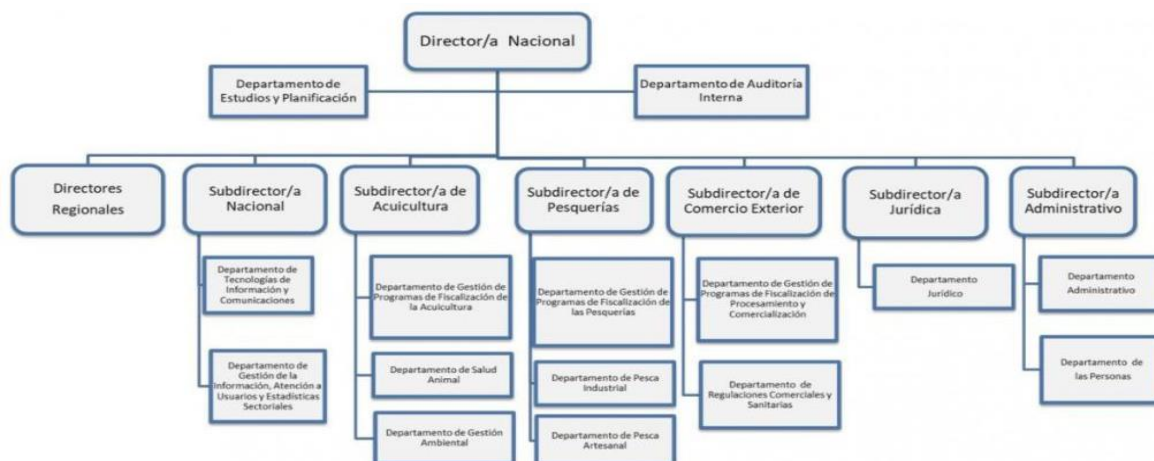 Director/a Nacional
Departamento de
Estudios y Planificación
Departamento de Auditoría
Interna
Directores
Regionales
Subdirector/a
Nacional
Subdirector/a de
Acuicultura
Subdirector/a de
Pesquerías
Subdirector/a de
Comercio Exterior
Subdirector/a
Jurídica
Subdirector/a
Administrativo
Departamento de
Tecnologías de
Información y
Comunicaciones
Departamento de
Gestión de la
Información, Atención a
Usuarios y Estadísticas
Sectoriales
Departamento de Gestión de
Programas de Fiscalización de
la Acuicultura
Departamento de Salud
Animal
Departamento de Gestión
Ambiental
Departamento de Gestión de
Programas de Fiscalización de
las Pesquerías
Departamento de Pesca
Industrial
Departamento de Pesca
Artesanal
Departamento de Gestión de
Programas de Fiscalización de
Procesamiento y
Comercialización
Departamento de
Regulaciones Comerciales y
Sanitarias
Departamento
Jurídico
Departamento
Administrativo
Departamento de
las Personas